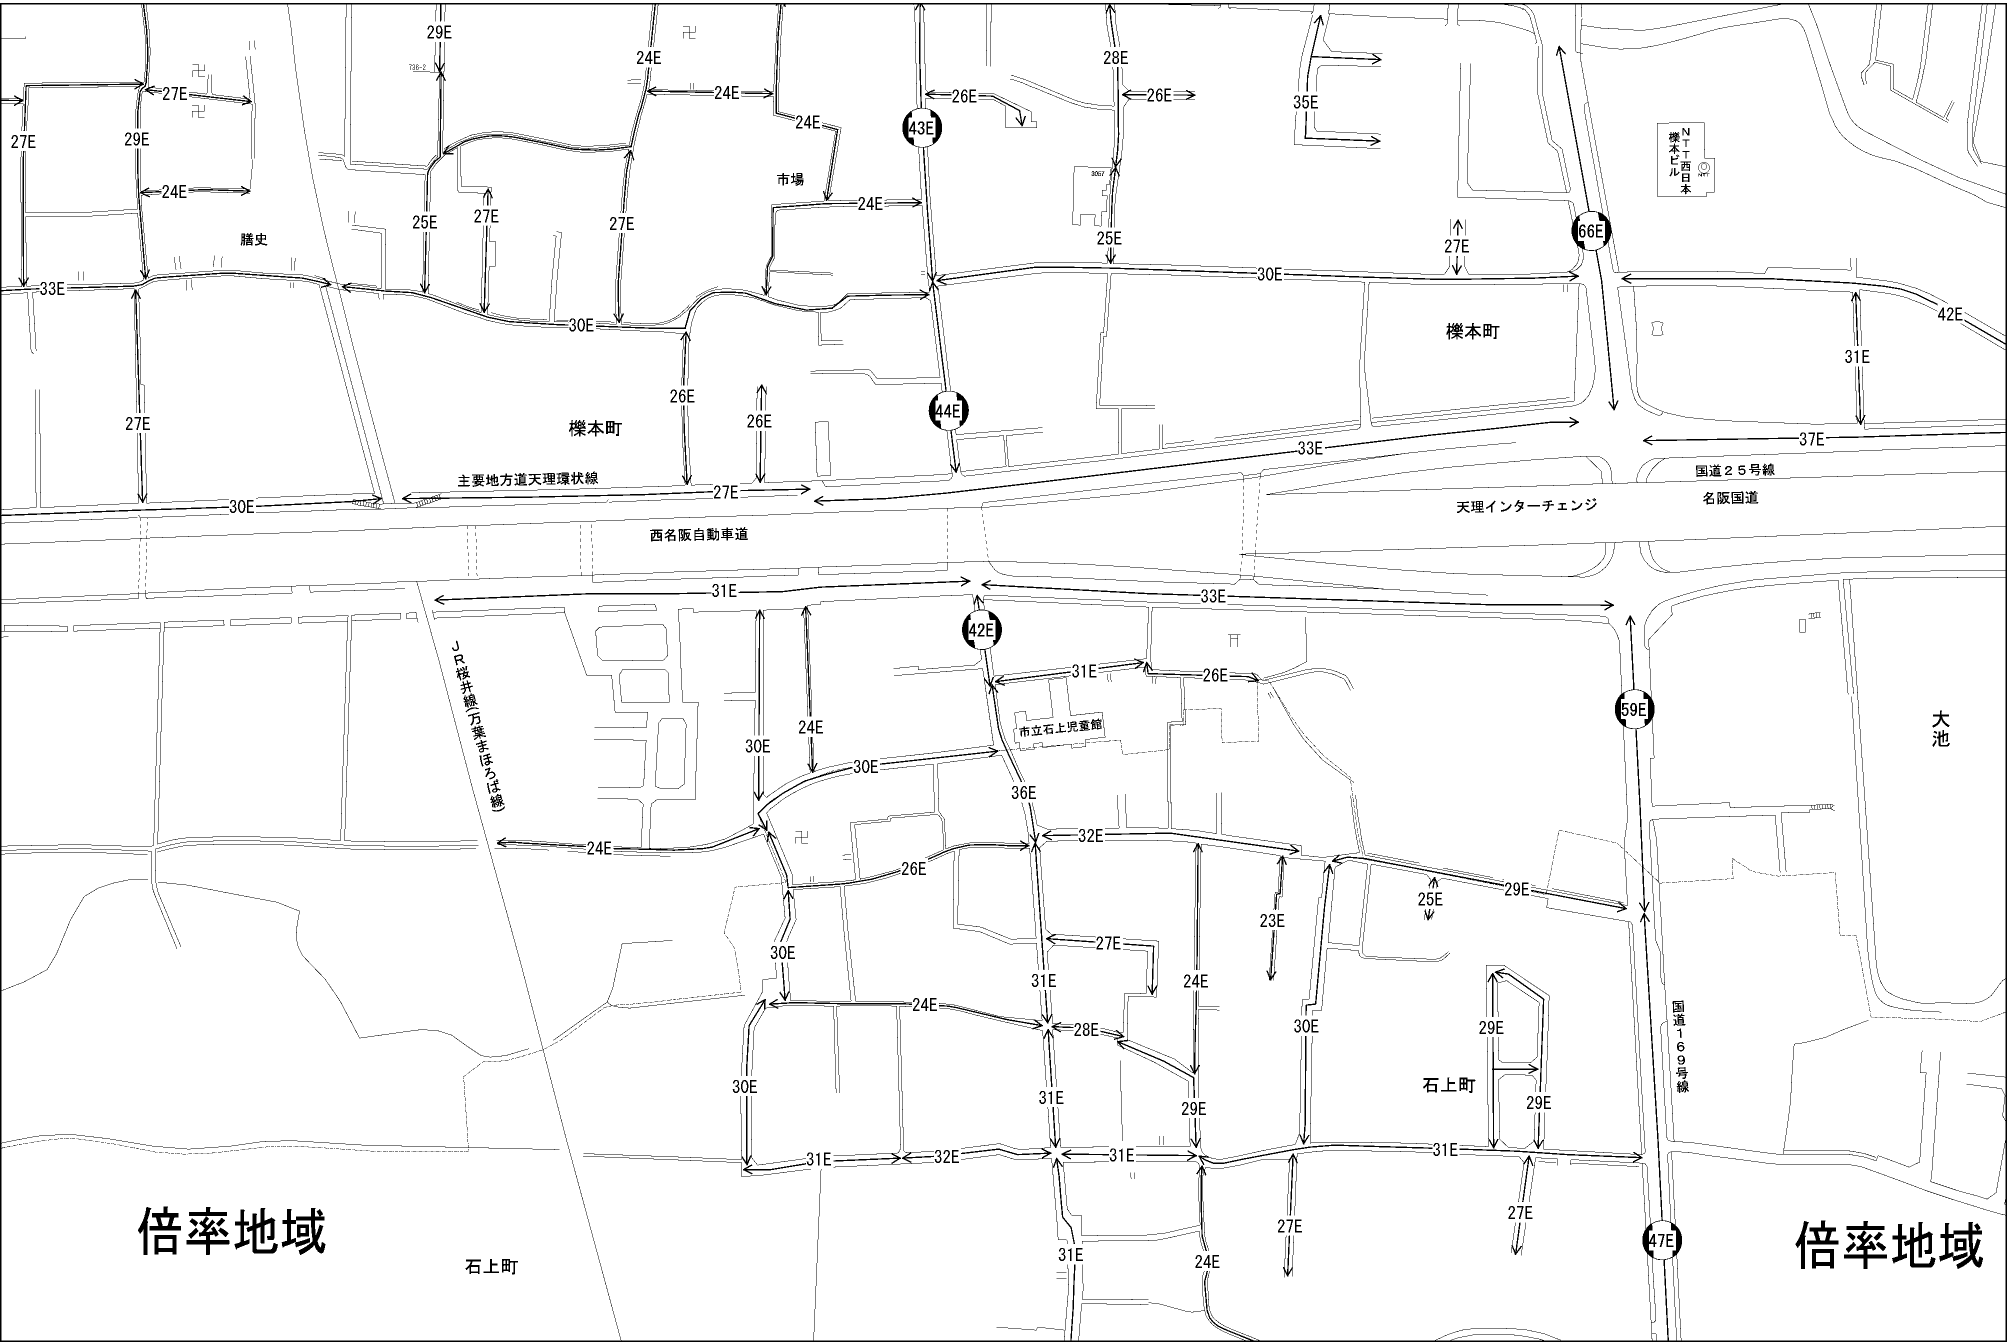 29E
24E
28E
736-2
27E
24E
26E
26E
35E
43E
24E
27E
29E
NTT西日本
櫟本ビル
NTT
3057
市場
24E
24E
27E
25E
27E
66E
膳史
25E
27E
30E
33E
42E
30E
櫟本町
31E
26E
44E
27E
26E
櫟本町
37E
33E
国道25号線
主要地方道天理環状線
27E
名阪国道
30E
天理インターチェンジ
西名阪自動車道
31E
33E
42E
JR桜井線(万葉まほろば線)
31E
26E
59E
24E
市立石上児童館
大池
30E
30E
36E
32E
24E
26E
29E
25E
23E
27E
30E
31E
24E
24E
国道169号線
30E
28E
29E
30E
31E
石上町
29E
29E
31E
32E
31E
31E
倍率地域
27E
27E
47E
倍率地域
31E
24E
石上町